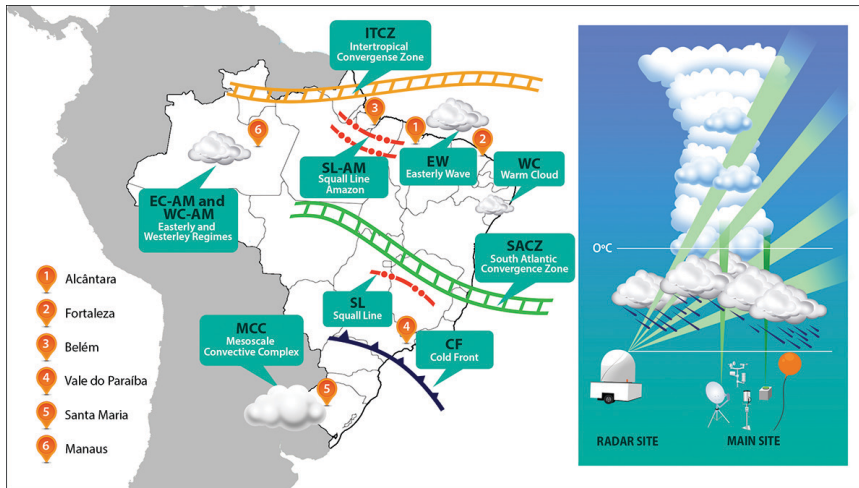 ITCZ
Intertropical
Convergense Zone
3
6
1
2
SL-AM
Squall Line
Amazon
EW
Easterly Wave
WC
Warm Cloud
EC-AM and
WC-AM
Easterly and
Westerley Regimes
SACZ
South Atlantic
Convergence Zone
SL
Squall Line
4
MCC
Mesoscale
Convective Complex
CF
Cold Front
5
1 Alcântara
2 Fortaleza
3 Belém
4 Vale do Paraíba
5 Santa Maria
6 Manaus
0ºC
RADAR SITE
MAIN SITE